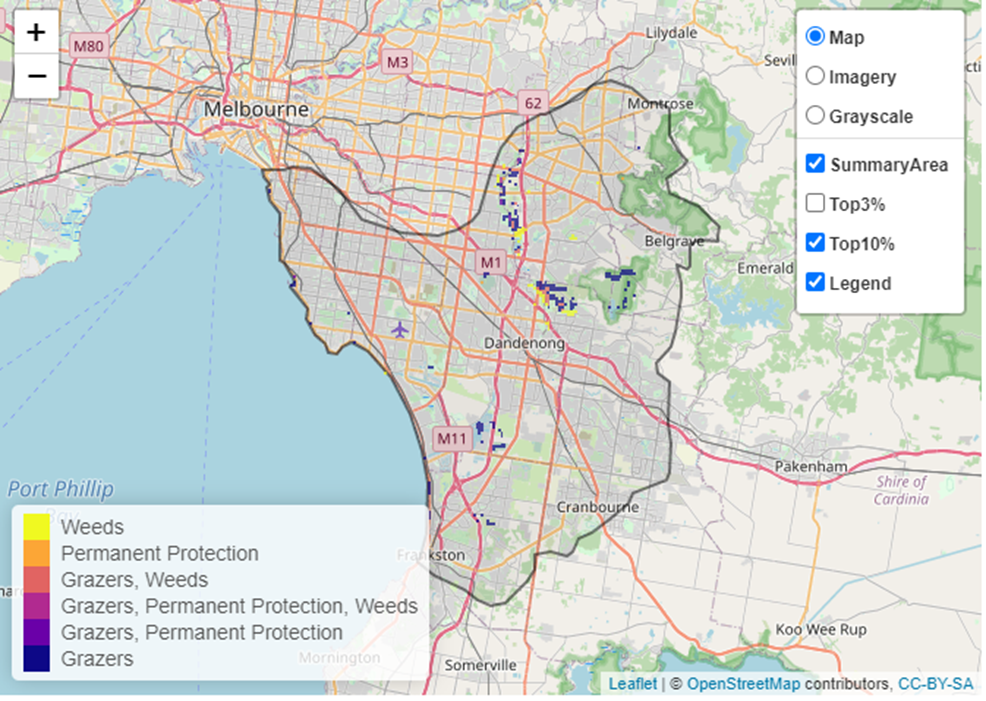 +
−
M80
M3
62
Lilydale
Sevil
Montrose
Melbourne
Belgrave
Emerald
M1
Dandenong
M11
Pakenham
Shire of
Cardinia
Port Phillip
Bay
Cranbourne
Frankston
Koo Wee Rup
Mornington
Somerville
Map
Imagery
Grayscale
SummaryArea
Top3%
Top10%
Legend
Weeds
Permanent Protection
Grazers, Weeds
Grazers, Permanent Protection, Weeds
Grazers, Permanent Protection
Grazers
Leaflet | © OpenStreetMap contributors, CC-BY-SA